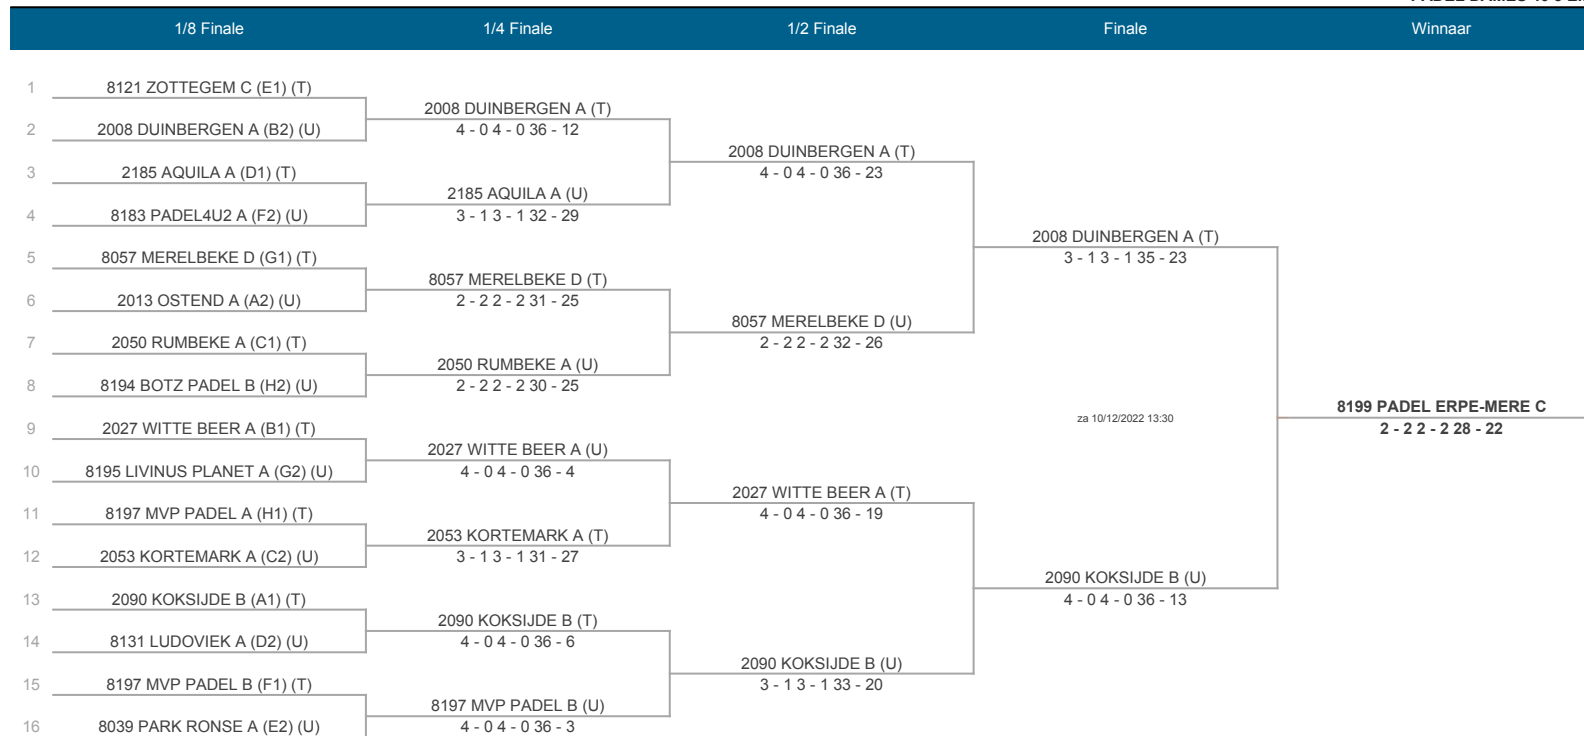 1/8 Finale
1/4 Finale
1/2 Finale
Finale
Winnaar
1
8121 ZOTTEGEM C (E1) (T)
2008 DUINBERGEN A (T)
2
2008 DUINBERGEN A (B2) (U)
4 - 0 4 - 0 36 - 12
2008 DUINBERGEN A (T)
3
2185 AQUILA A (D1) (T)
4 - 0 4 - 0 36 - 23
2185 AQUILA A (U)
4
8183 PADEL4U2 A (F2) (U)
3 - 1 3 - 1 32 - 29
2008 DUINBERGEN A (T)
5
8057 MERELBEKE D (G1) (T)
3 - 1 3 - 1 35 - 23
8057 MERELBEKE D (T)
6
2013 OSTEND A (A2) (U)
2 - 2 2 - 2 31 - 25
8057 MERELBEKE D (U)
7
2050 RUMBEKE A (C1) (T)
2 - 2 2 - 2 32 - 26
2050 RUMBEKE A (U)
8
8194 BOTZ PADEL B (H2) (U)
2 - 2 2 - 2 30 - 25
8199 PADEL ERPE-MERE C
za 10/12/2022 13:30
9
2027 WITTE BEER A (B1) (T)
2 - 2 2 - 2 28 - 22
2027 WITTE BEER A (U)
10
8195 LIVINUS PLANET A (G2) (U)
4 - 0 4 - 0 36 - 4
2027 WITTE BEER A (T)
11
8197 MVP PADEL A (H1) (T)
4 - 0 4 - 0 36 - 19
2053 KORTEMARK A (T)
12
2053 KORTEMARK A (C2) (U)
3 - 1 3 - 1 31 - 27
2090 KOKSIJDE B (U)
13
2090 KOKSIJDE B (A1) (T)
4 - 0 4 - 0 36 - 13
2090 KOKSIJDE B (T)
14
8131 LUDOVIEK A (D2) (U)
4 - 0 4 - 0 36 - 6
2090 KOKSIJDE B (U)
15
8197 MVP PADEL B (F1) (T)
3 - 1 3 - 1 33 - 20
8197 MVP PADEL B (U)
16
8039 PARK RONSE A (E2) (U)
4 - 0 4 - 0 36 - 3